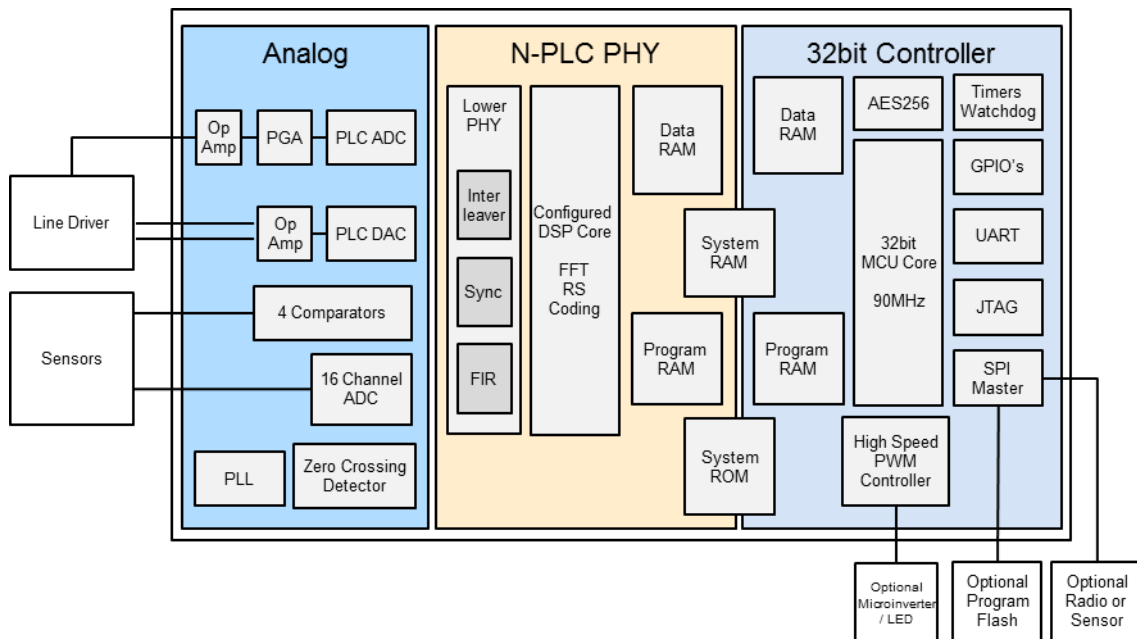 Analog
N-PLC PHY
32bit Controller
Op
Amp
PGA
PLC ADC
Line Driver
Op
Amp
PLC DAC
4 Comparators
Sensors
16 Channel
ADC
PLL
Zero Crossing
Detector
Lower
PHY
Inter
leaver
Sync
FIR
Configured
DSP Core
FFT
RS
Coding
Data
RAM
System
RAM
Program
RAM
System
ROM
Data
RAM
Program
RAM
AES256
32bit
MCU Core
90MHz
High Speed
PWM
Controller
Timers
Watchdog
GPIO's
UART
JTAG
SPI
Master
Optional
Microinverter
/ LED
Optional
Program
Flash
Optional
Radio or
Sensor